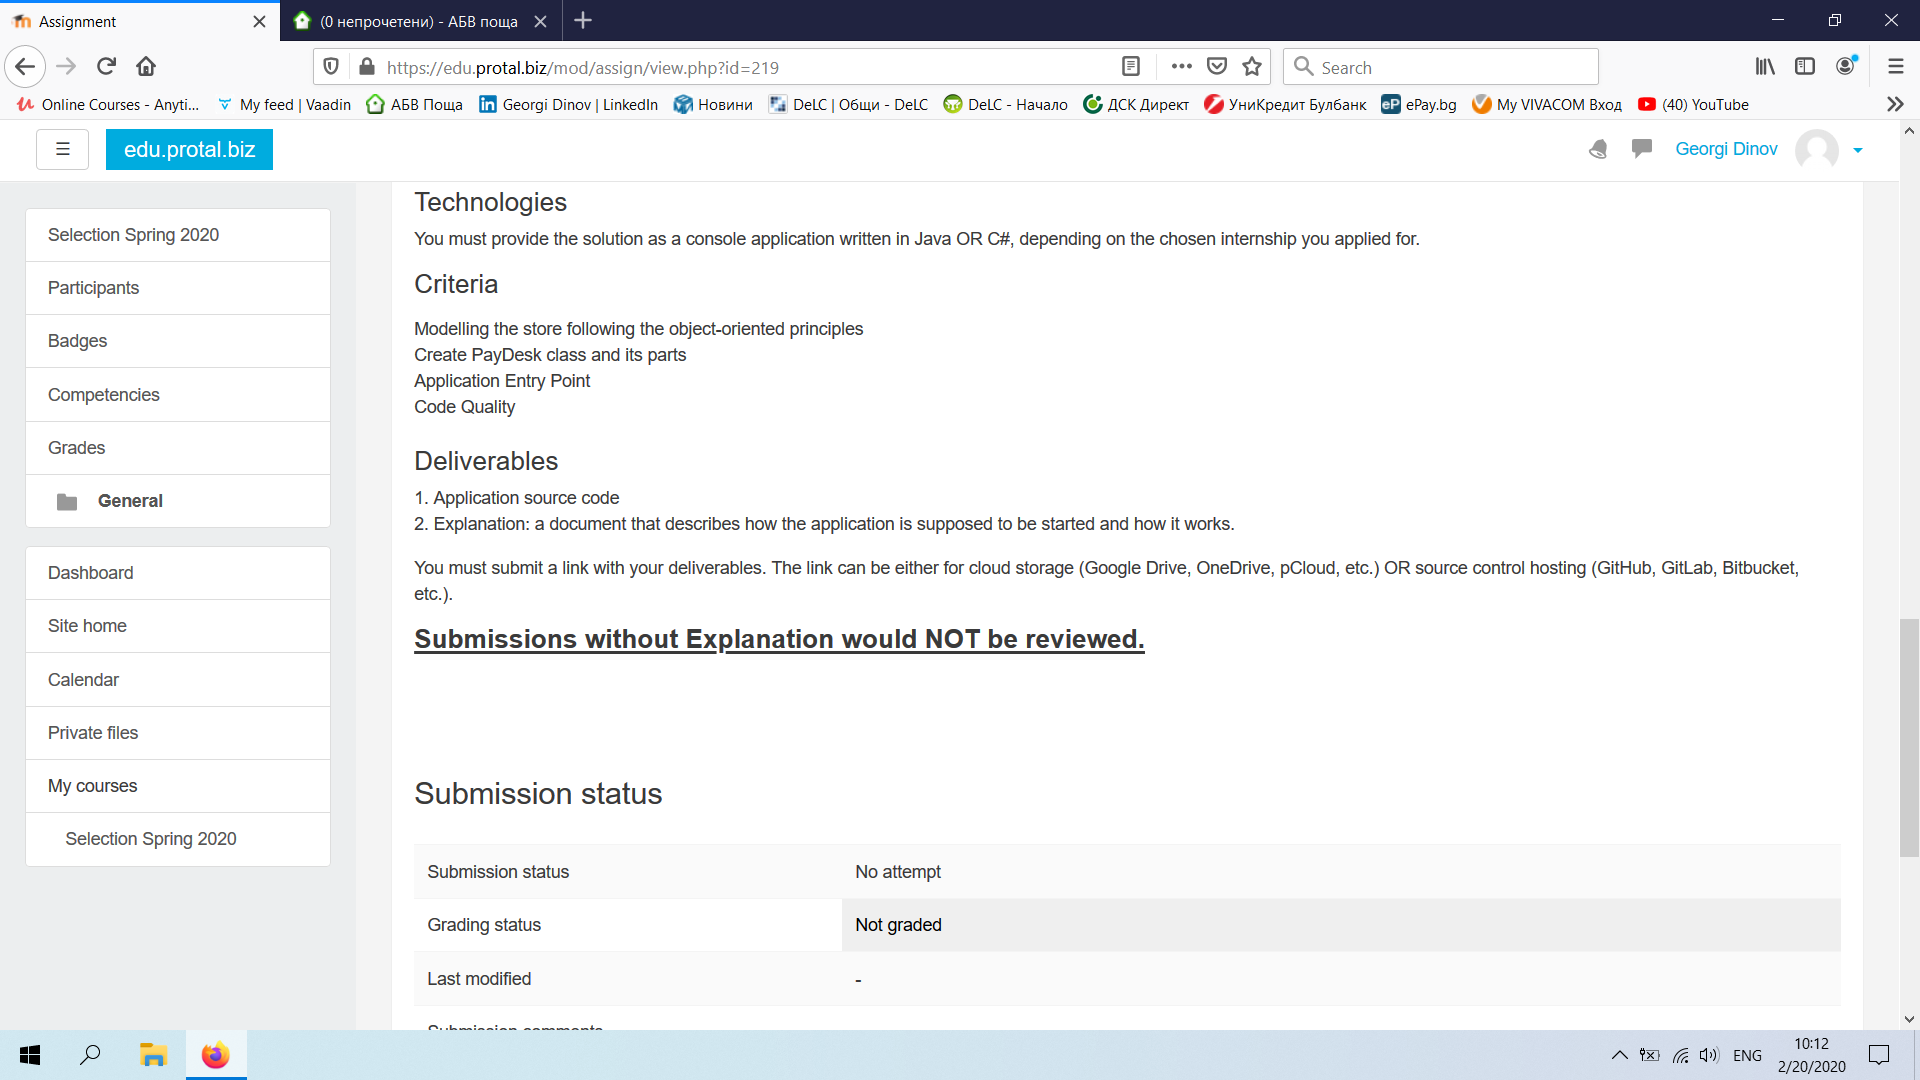 Assignment
(0 непрочетени) - АБВ поща
https://edu.protal.biz/mod/assign/view.php?id=219
Search
Online Courses - Anyti...
My feed | Vaadin
АБВ Поща
Georgi Dinov | LinkedIn
Новини
DeLC | Общи - DeLC
DeLC - Начало
ДСК Директ
УниКредит Булбанк
eP ePay.bg
My VIVACOM Вход
(40) YouTube
edu.protal.biz
Georgi Dinov
Selection Spring 2020
Participants
Badges
Competencies
Grades
General
Dashboard
Site home
Calendar
Private files
My courses
Selection Spring 2020
Technologies
You must provide the solution as a console application written in Java OR C#, depending on the chosen internship you applied for.
Criteria
Modelling the store following the object-oriented principles
Create PayDesk class and its parts
Application Entry Point
Code Quality
Deliverables
1. Application source code
2. Explanation: a document that describes how the application is supposed to be started and how it works.
You must submit a link with your deliverables. The link can be either for cloud storage (Google Drive, OneDrive, pCloud, etc.) OR source control hosting (GitHub, GitLab, Bitbucket,
etc.).
Submissions without Explanation would NOT be reviewed.
Submission status
Submission status No attempt
Grading status Not graded
Last modified -
Submission comments
ENG
10:12
2/20/2020